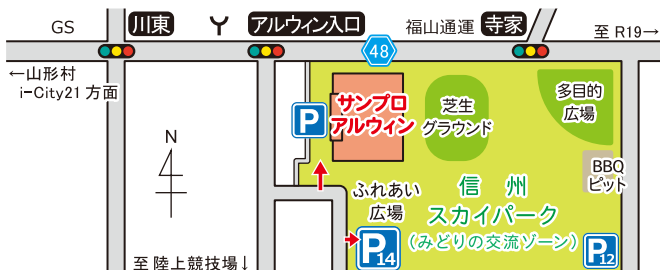 GS
川東
アルウィン入口
福山通運
寺家
至 R19→
48
←山形村
i-City21 方面
P
サンプロ
アルウィン
芝生
グラウンド
多目的
広場
N
BBQ
ピット
ふれあい
広場
信州
スカイパーク
(みどりの交流ゾーン)
P14
P12
至 陸上競技場↓